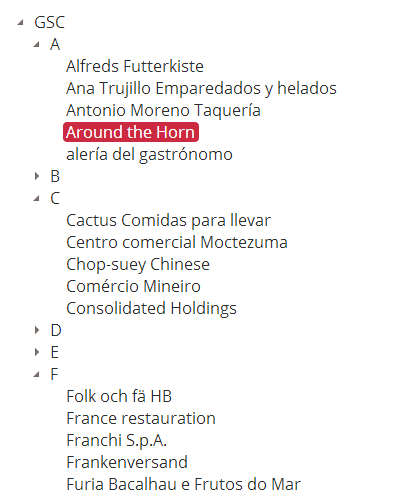 GSC
A
Alfreds Futterkiste
Ana Trujillo Emparedados y helados
Antonio Moreno Taquería
Around the Horn
alería del gastrónomo
B
C
Cactus Comidas para llevar
Centro comercial Moctezuma
Chop-suey Chinese
Comércio Mineiro
Consolidated Holdings
D
E
F
Folk och fä HB
France restauration
Franchi S.p.A.
Frankenversand
Furia Bacalhau e Frutos do Mar